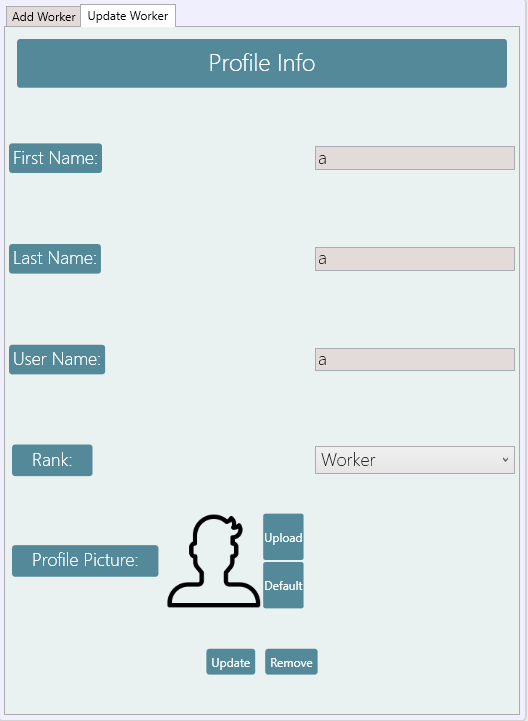 Add Worker Update Worker
Profile Info
First Name: a
Last Name: a
User Name: a
Rank: Worker
Upload
Profile Picture:
Default
Update Remove